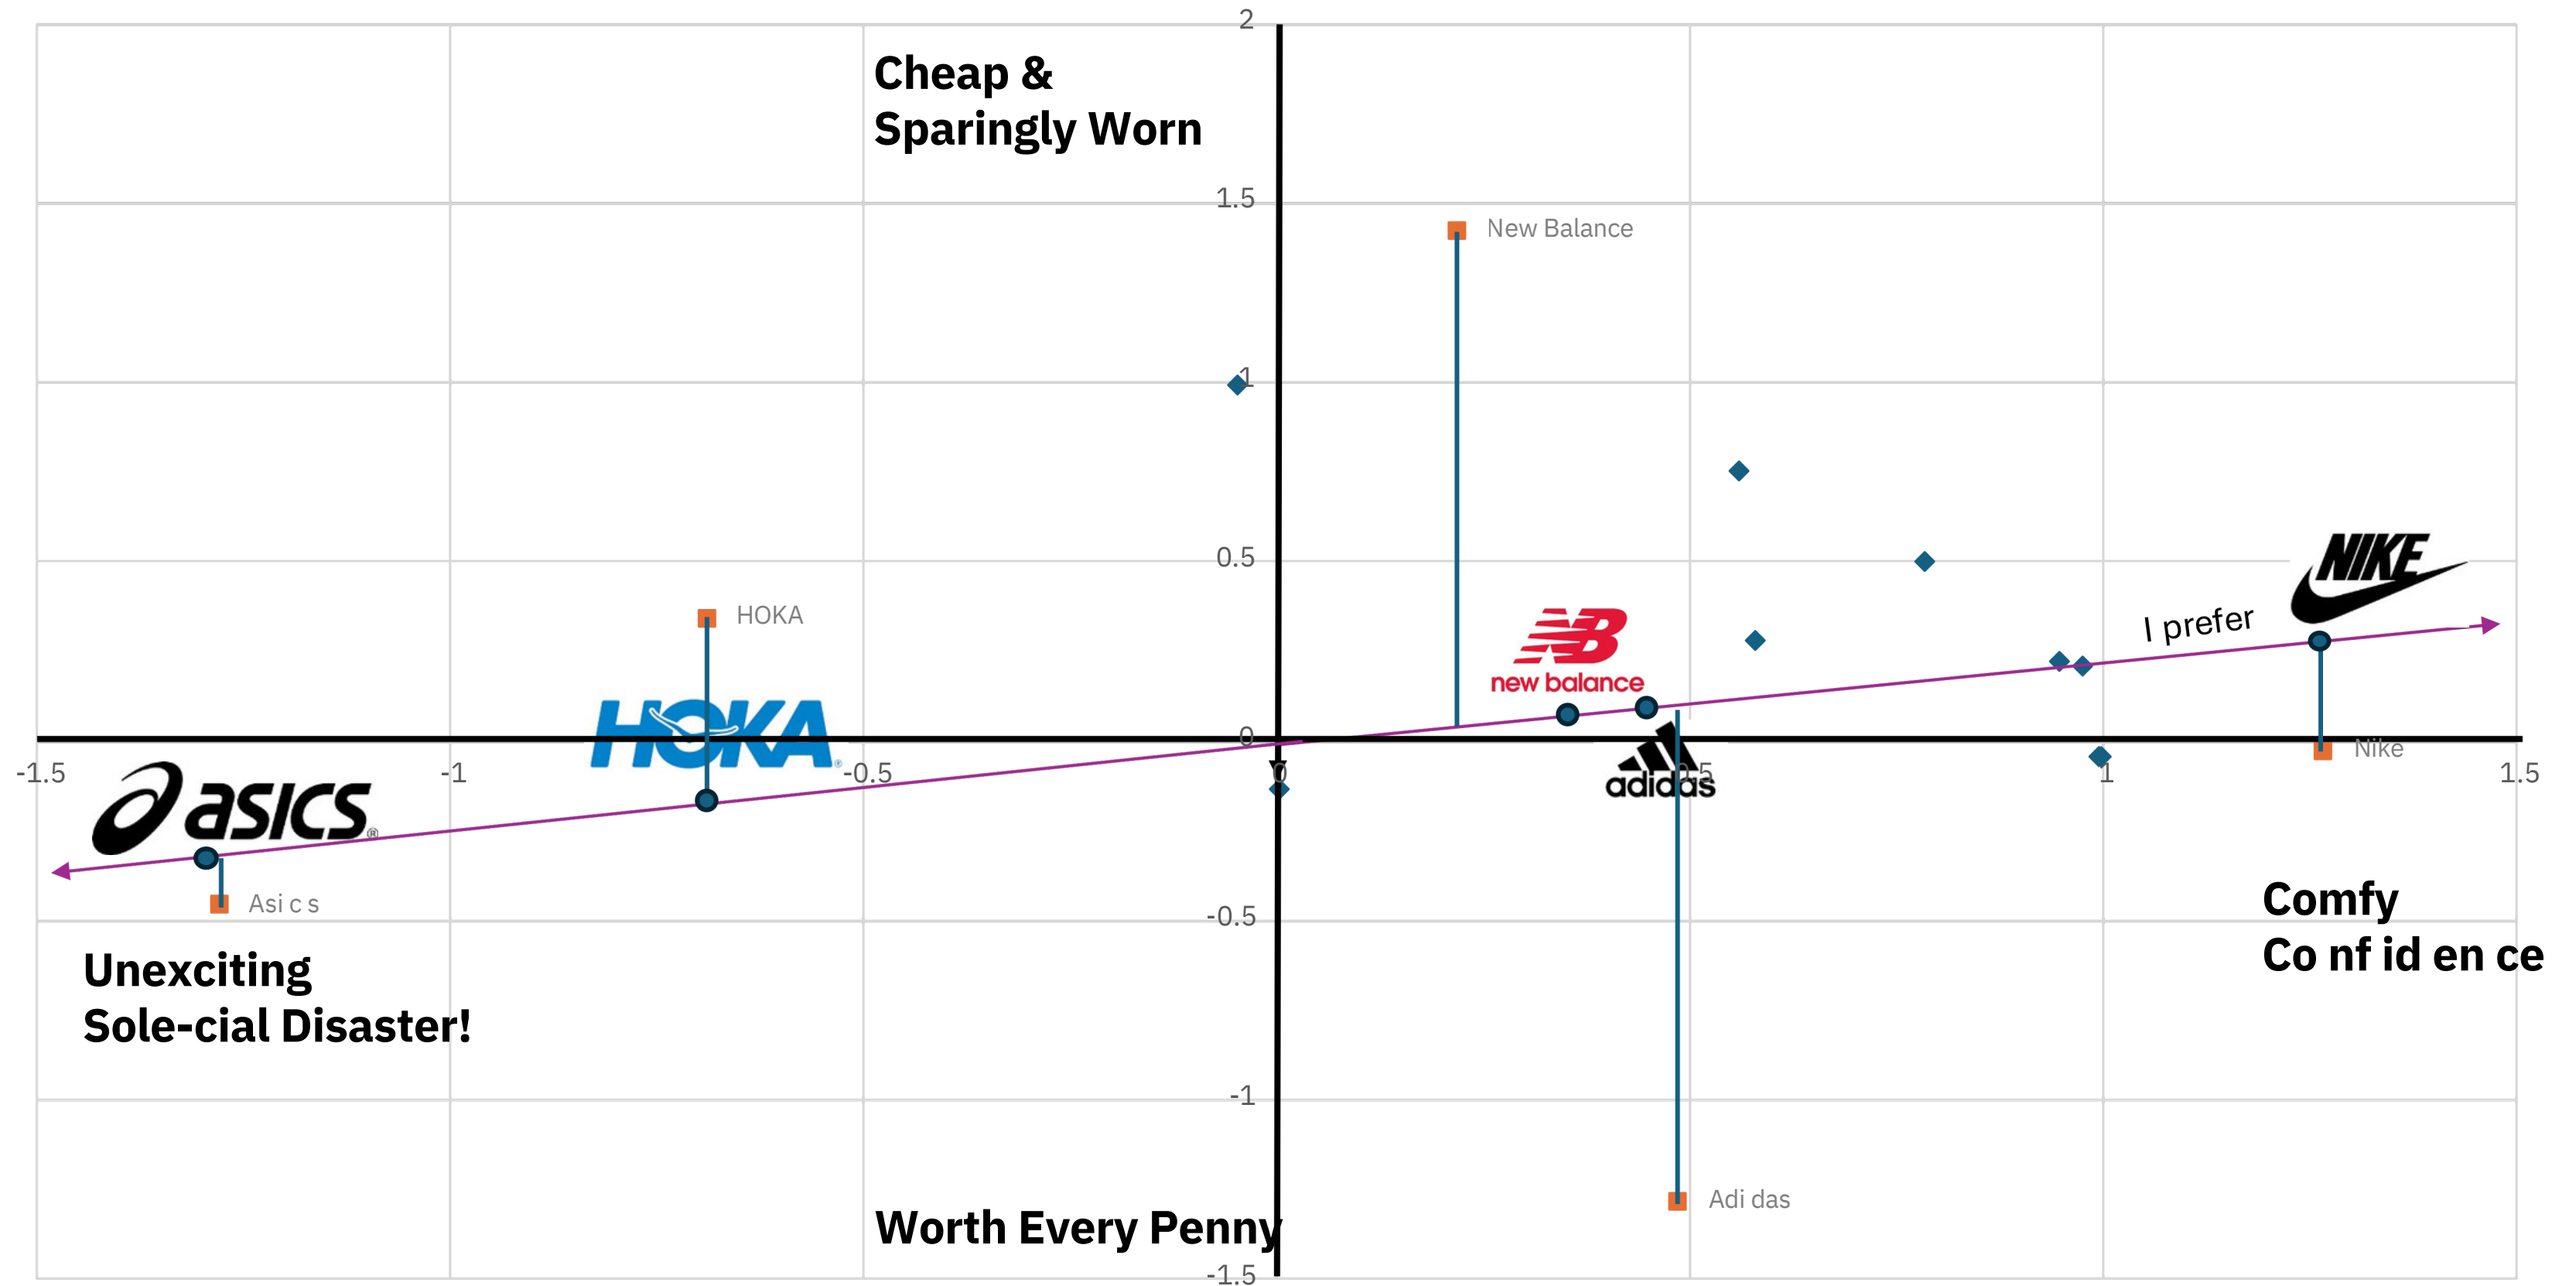 2
Cheap &
Sparingly Worn
1.5
New Balance
1
0.5
NIKE
I prefer
HOKA
new balance
HOKA
0
Nike
-1.5
-1
-0.5
0
0.5
1
1.5
adidas
asics
Asi c s
-0.5
Comfy
Co nf id en ce
Unexciting
Sole-cial Disaster!
-1
Adi das
Worth Every Penny
-1.5